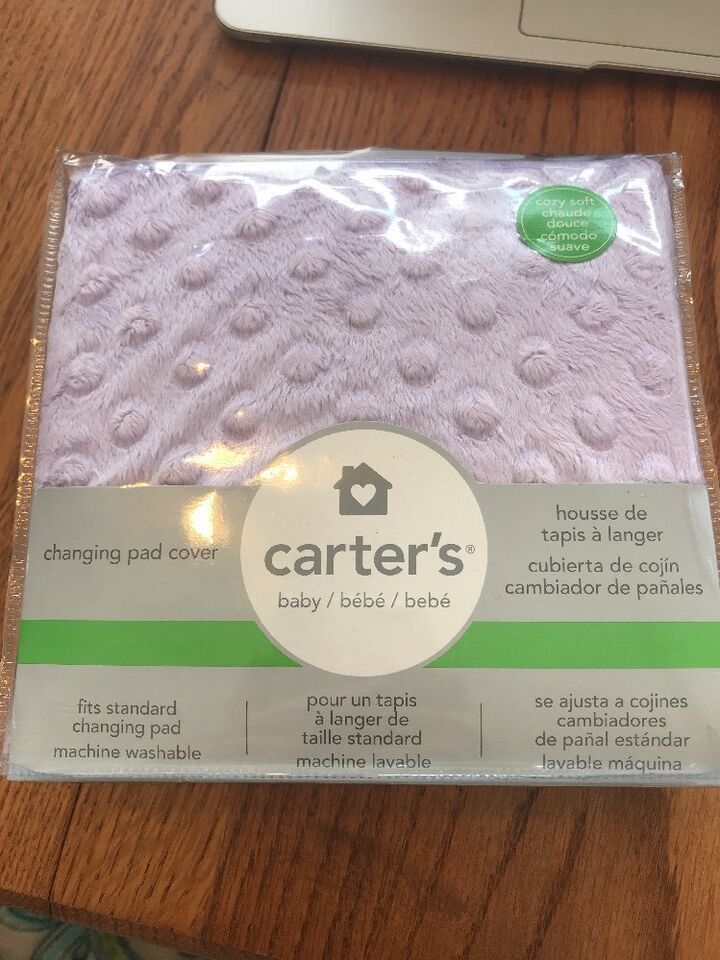 cozy soft
chaude
douce
cómodo
suave
changing pad cover
carter's®
baby / bébé / bebé
housse de
tapis à langer
cubierta de cojín
cambiador de pañales
fits standard
changing pad
machine washable
pour un tapis
à langer de
taille standard
machine lavable
se ajusta a cojines
cambiadores
de pañal estándar
lavable máquina